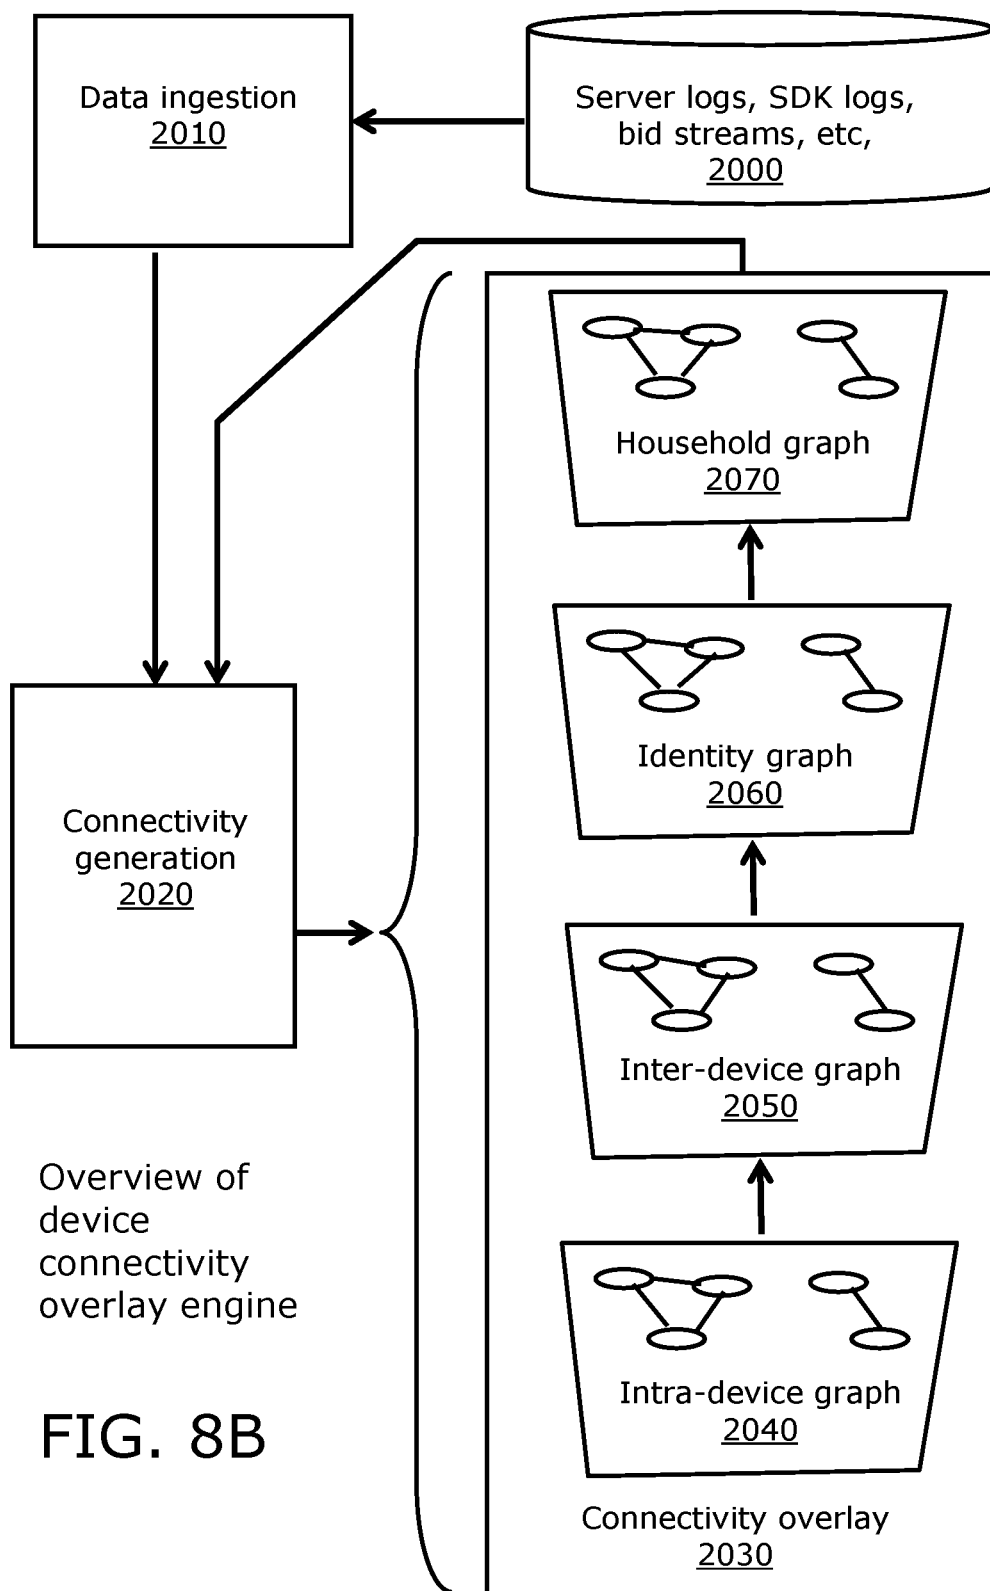 Data ingestion
2010
Server logs, SDK logs,
bid streams, etc,
2000
Household graph
2070
Identity graph
2060
Connectivity
generation
2020
Inter-device graph
2050
Overview of
device
connectivity
overlay engine
Intra-device graph
2040
FIG. 8B
Connectivity overlay
2030